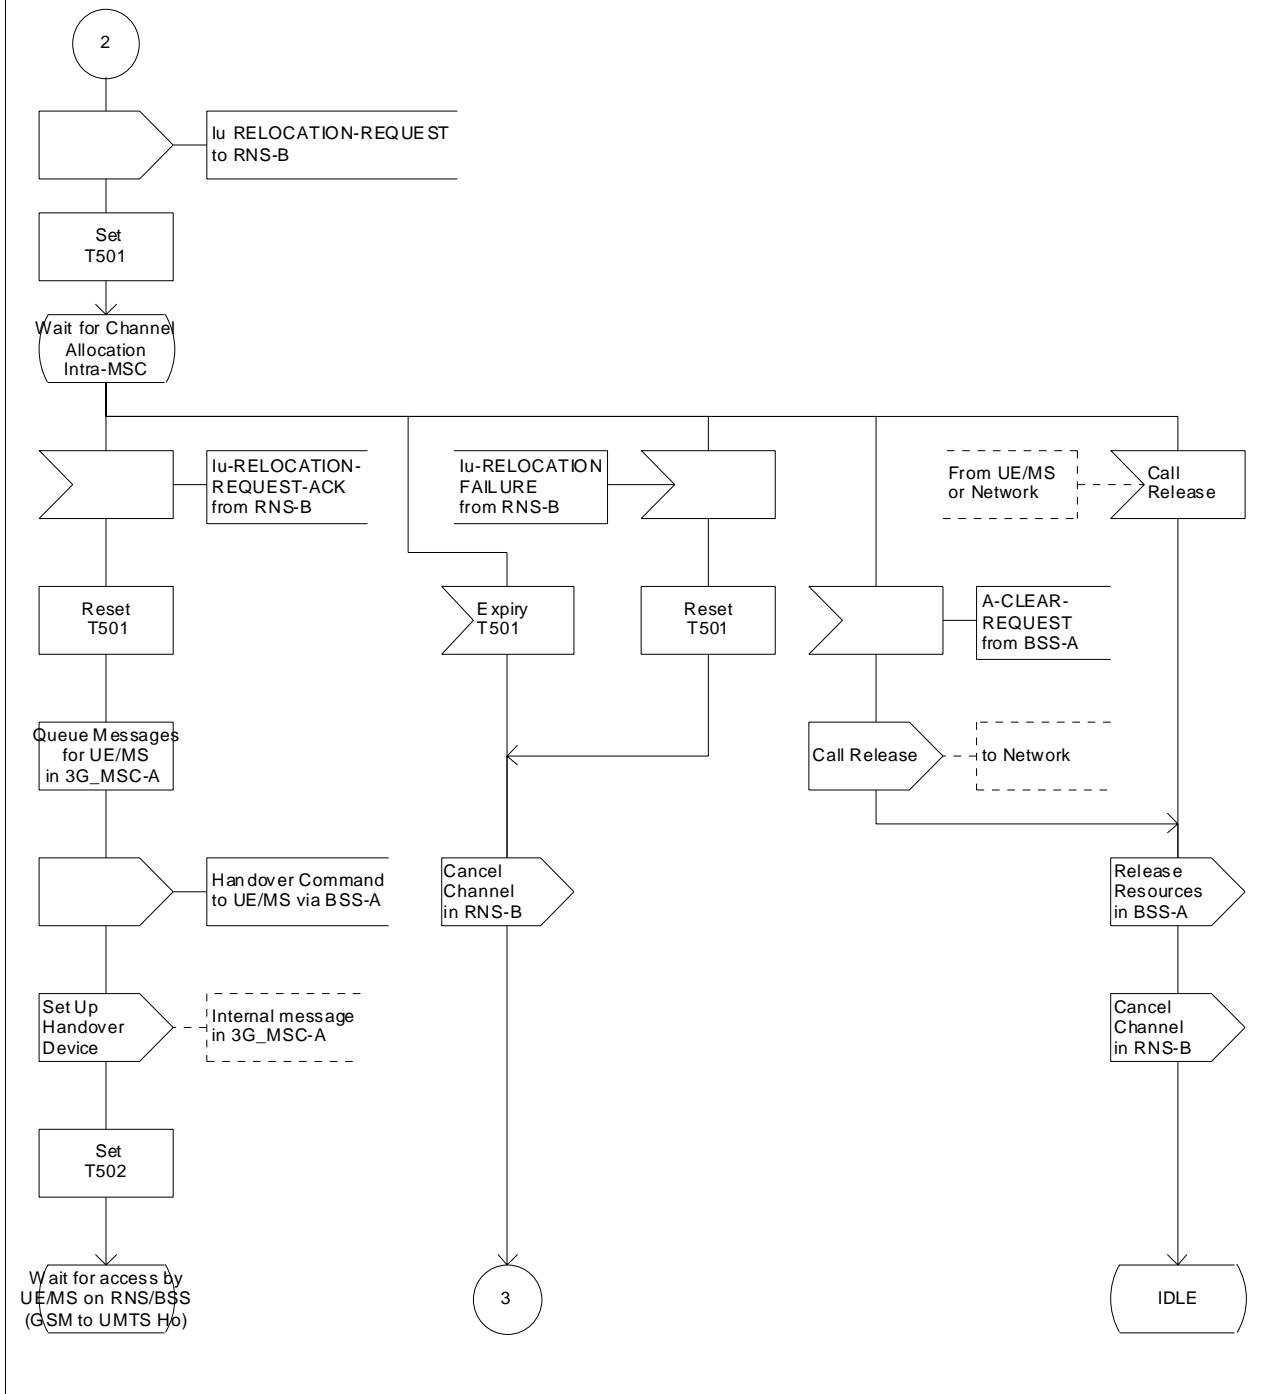 2
Iu RELOCATION-REQUEST
to RNS-B
Set
T501
Wait for Channel
Allocation
Intra-MSC
Iu-RELOCATION-
REQUEST-ACK
from RNS-B
Iu-RELOCATION
FAILURE
from RNS-B
From UE/MS
or Network
Call
Release
Reset
T501
Expiry
T501
Reset
T501
A-CLEAR-
REQUEST
from BSS-A
Queue Messages
for UE/MS
in 3G_MSC-A
Call Release
to Network
Handover Command
to UE/MS via BSS-A
Cancel
Channel
in RNS-B
Release
Resources
in BSS-A
Set Up
Handover
Device
Internal message
in 3G_MSC-A
Cancel
Channel
in RNS-B
Set
T502
Wait for access by
UE/MS on RNS/BSS
(GSM to UMTS Ho)
3
IDLE